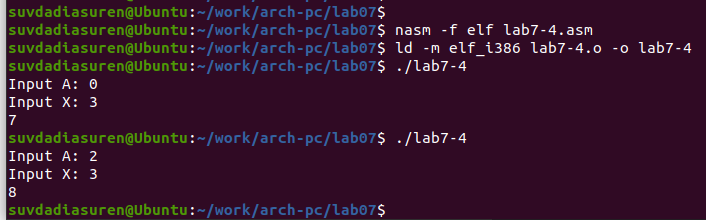 suvdadiasuren@Ubuntu:~/work/arch-pc/lab07$
suvdadiasuren@Ubuntu:~/work/arch-pc/lab07$ nasm -f elf lab7-4.asm
suvdadiasuren@Ubuntu:~/work/arch-pc/lab07$ ld -m elf_i386 lab7-4.o -o lab7-4
suvdadiasuren@Ubuntu:~/work/arch-pc/lab07$ ./lab7-4
Input A: 0
Input X: 3
7
suvdadiasuren@Ubuntu:~/work/arch-pc/lab07$ ./lab7-4
Input A: 2
Input X: 3
8
suvdadiasuren@Ubuntu:~/work/arch-pc/lab07$